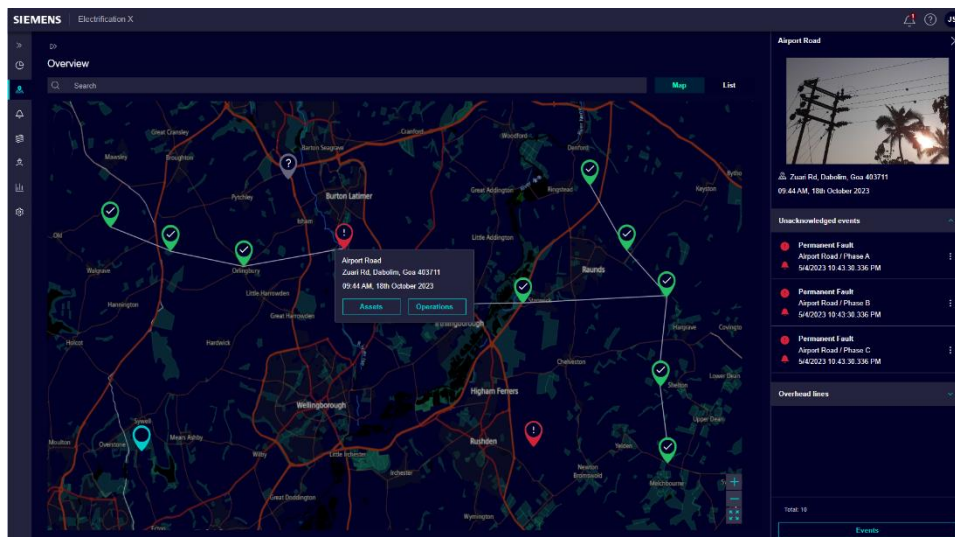 SIEMENS Electrification X
JS
Airport Road
Overview
Search
Map List
Zuari Rd, Dabolim, Goa 403711
09:44 AM, 18th October 2023
Unacknowledged events
Permanent Fault
Airport Road / Phase A
5/4/2023 10:43:30.336 PM
Permanent Fault
Airport Road / Phase B
5/4/2023 10:43:30.336 PM
Permanent Fault
Airport Road / Phase C
5/4/2023 10:43:30.336 PM
Overhead lines
Total: 10
Events
Airport Road
Zuari Rd, Dabolim, Goa 403711
09:44 AM, 18th October 2023
Assets Operations
Great Cransley
Cranford
Woodford
Barton Seagrave
Denford
Mawsley
Broughton
Pytchley
Burton Latimer
Great Addington
Ringstead
Keyston
Isham
Old
Little Addington
Walgrave
Orlingbury
Raunds
Little Harrowden
Hannington
Great Harrowden
Hargrave
Covington
Holcot
Hardwick
Chelveston
Shelton
Lower Dean
Wellingborough
Higham Ferrers
Upper Dean
Sywell
Moulton
Overstone
Mears Ashby
Rushden
Yelden
Wilby
Little Irchester
Irchester
Newton
Bromswold
Melchbourne
Great Doddington
Wymington
Ecton